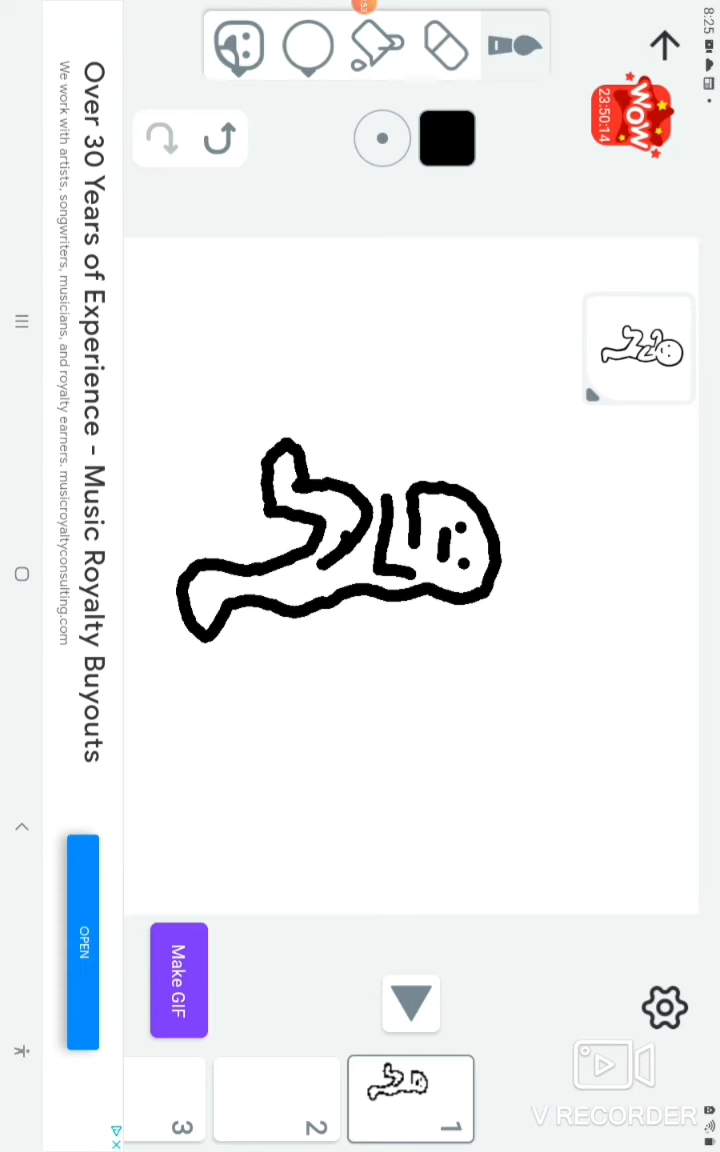 8:25
WOW
23:50:14
1
2
3
Make GIF
V RECORDER
Over 30 Years of Experience - Music Royalty Buyouts
We work with artists, songwriters, musicians, and royalty earners. musicroyaltyconsulting.com
OPEN